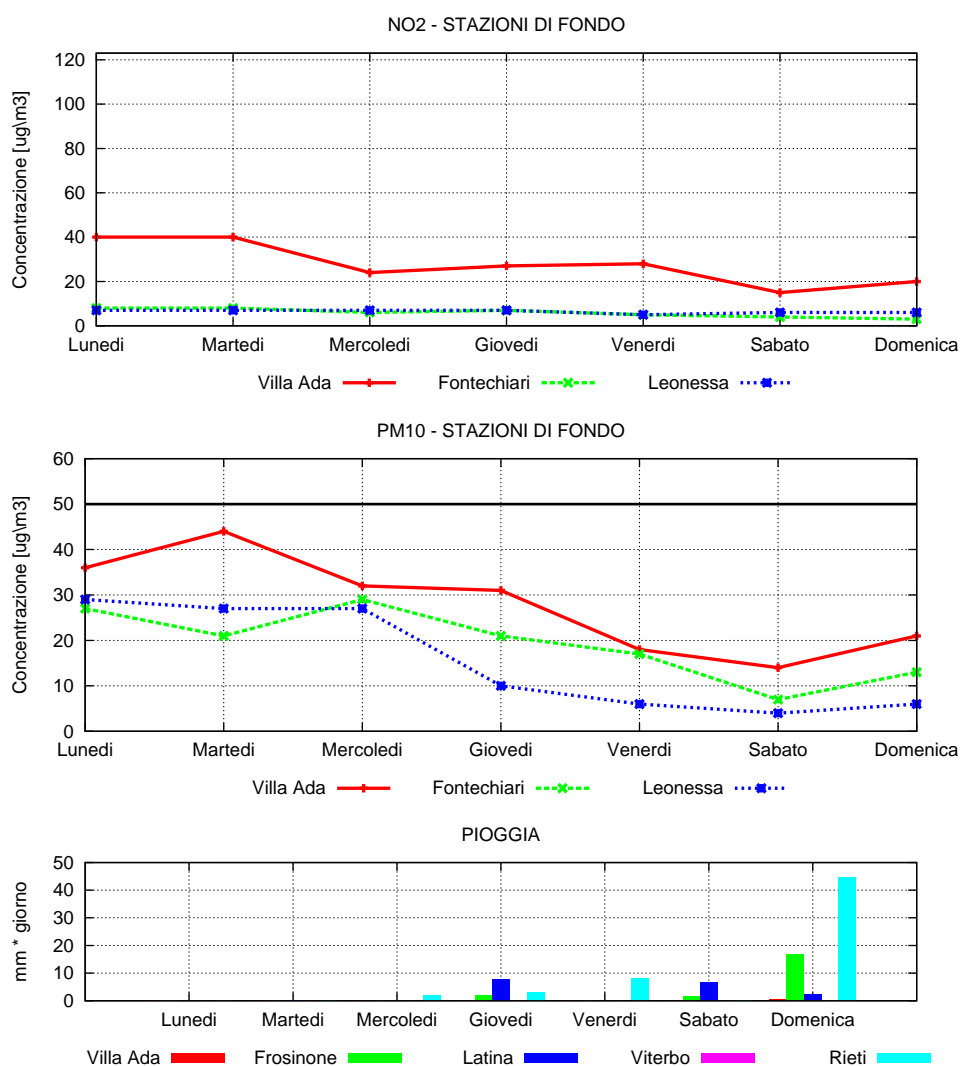 NO2 - STAZIONI DI FONDO
Concentrazione [ug\m3]
120
100
80
60
40
20
0
Lunedi Martedi Mercoledi Giovedi Venerdi Sabato Domenica
Villa Ada Fontechiari Leonessa
PM10 - STAZIONI DI FONDO
Concentrazione [ug\m3]
60
50
40
30
20
10
0
Lunedi Martedi Mercoledi Giovedi Venerdi Sabato Domenica
Villa Ada Fontechiari Leonessa
PIOGGIA
mm * giorno
50
40
30
20
10
0
Lunedi Martedi Mercoledi Giovedi Venerdi Sabato Domenica
Villa Ada Frosinone Latina Viterbo Rieti